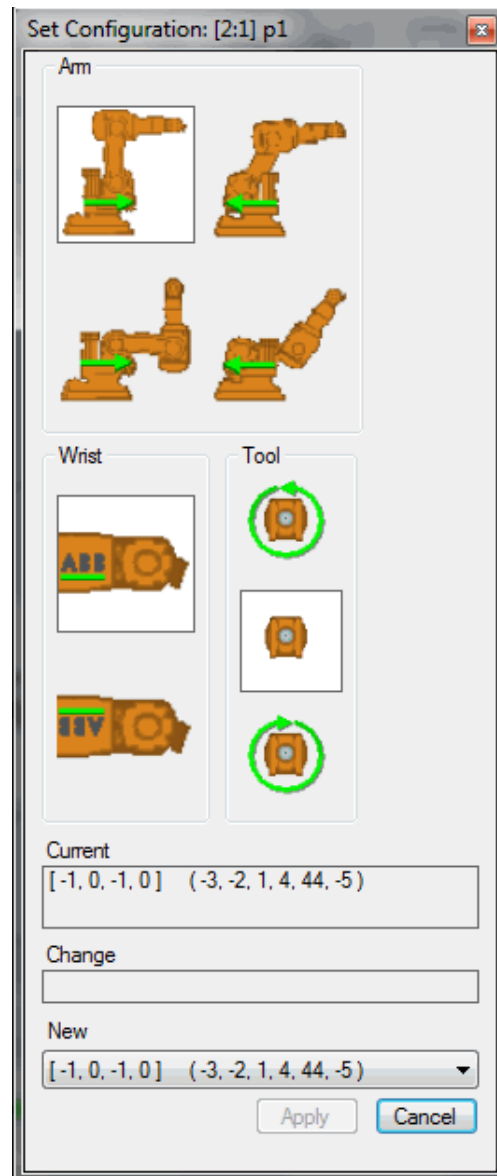 Set Configuration: [2:1] p1
Arm
Wrist
Tool
ABB
ABB
Current
[ -1, 0, -1, 0 ] ( -3, -2, 1, 4, 44, -5 )
Change
New
[ -1, 0, -1, 0 ] ( -3, -2, 1, 4, 44, -5 )
Apply
Cancel